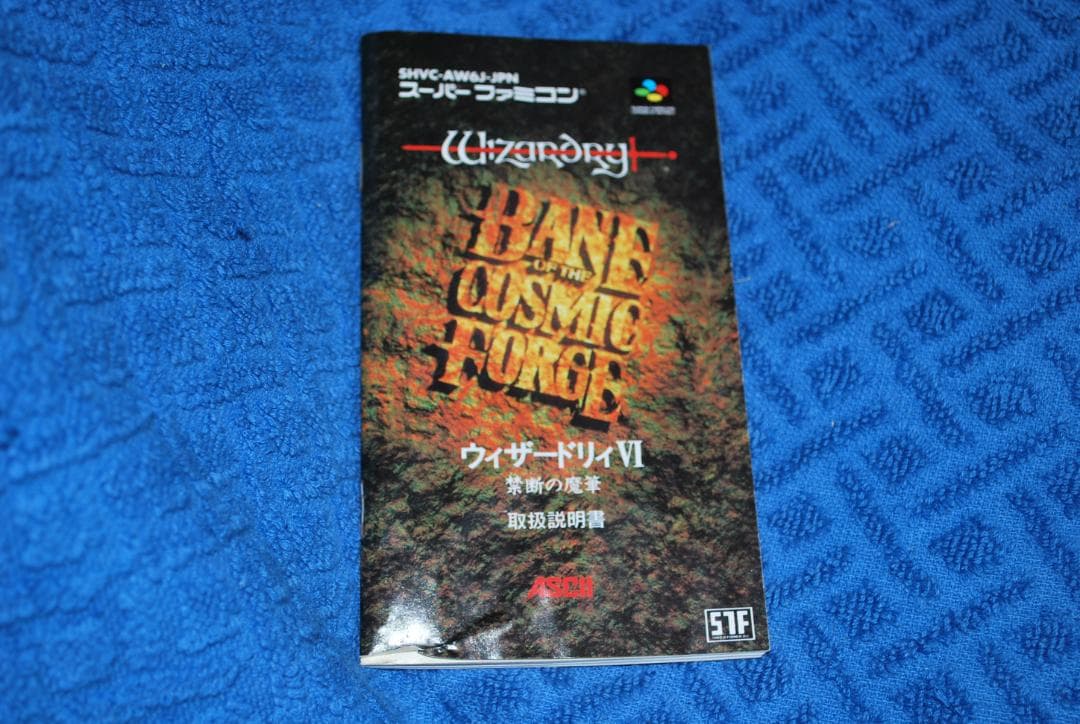 SHVC-AW6J-JPN
スーパーファミコン®
Wizardry
BANE
OF THE
COSMIC
FORGE
ウィザードリィⅥ
禁断の魔筆
取扱説明書
ASCII
STF